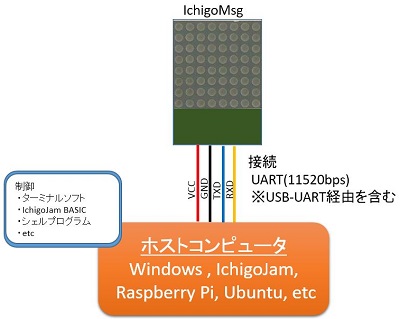 IchigoMsg
VCC
GND
TXD
RXD
接続
UART(11520bps)
※USB-UART経由を含む
制御
・ターミナルソフト
・IchigoJam BASIC
・シェルプログラム
・etc
ホストコンピュータ
Windows , IchigoJam,
Raspberry Pi, Ubuntu, etc